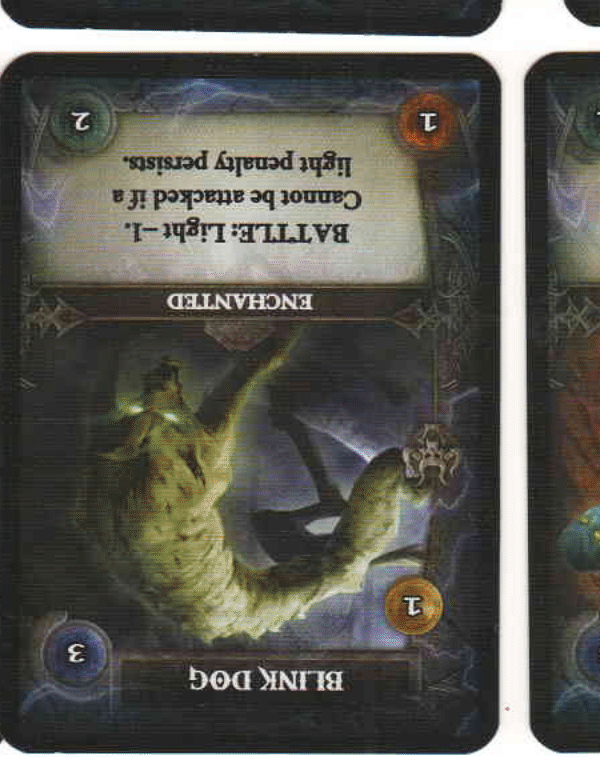 BLINK DOG
3
1
ENCHANTED
BATTLE: Light –1.
Cannot be attacked if a
light penalty persists.
1
2